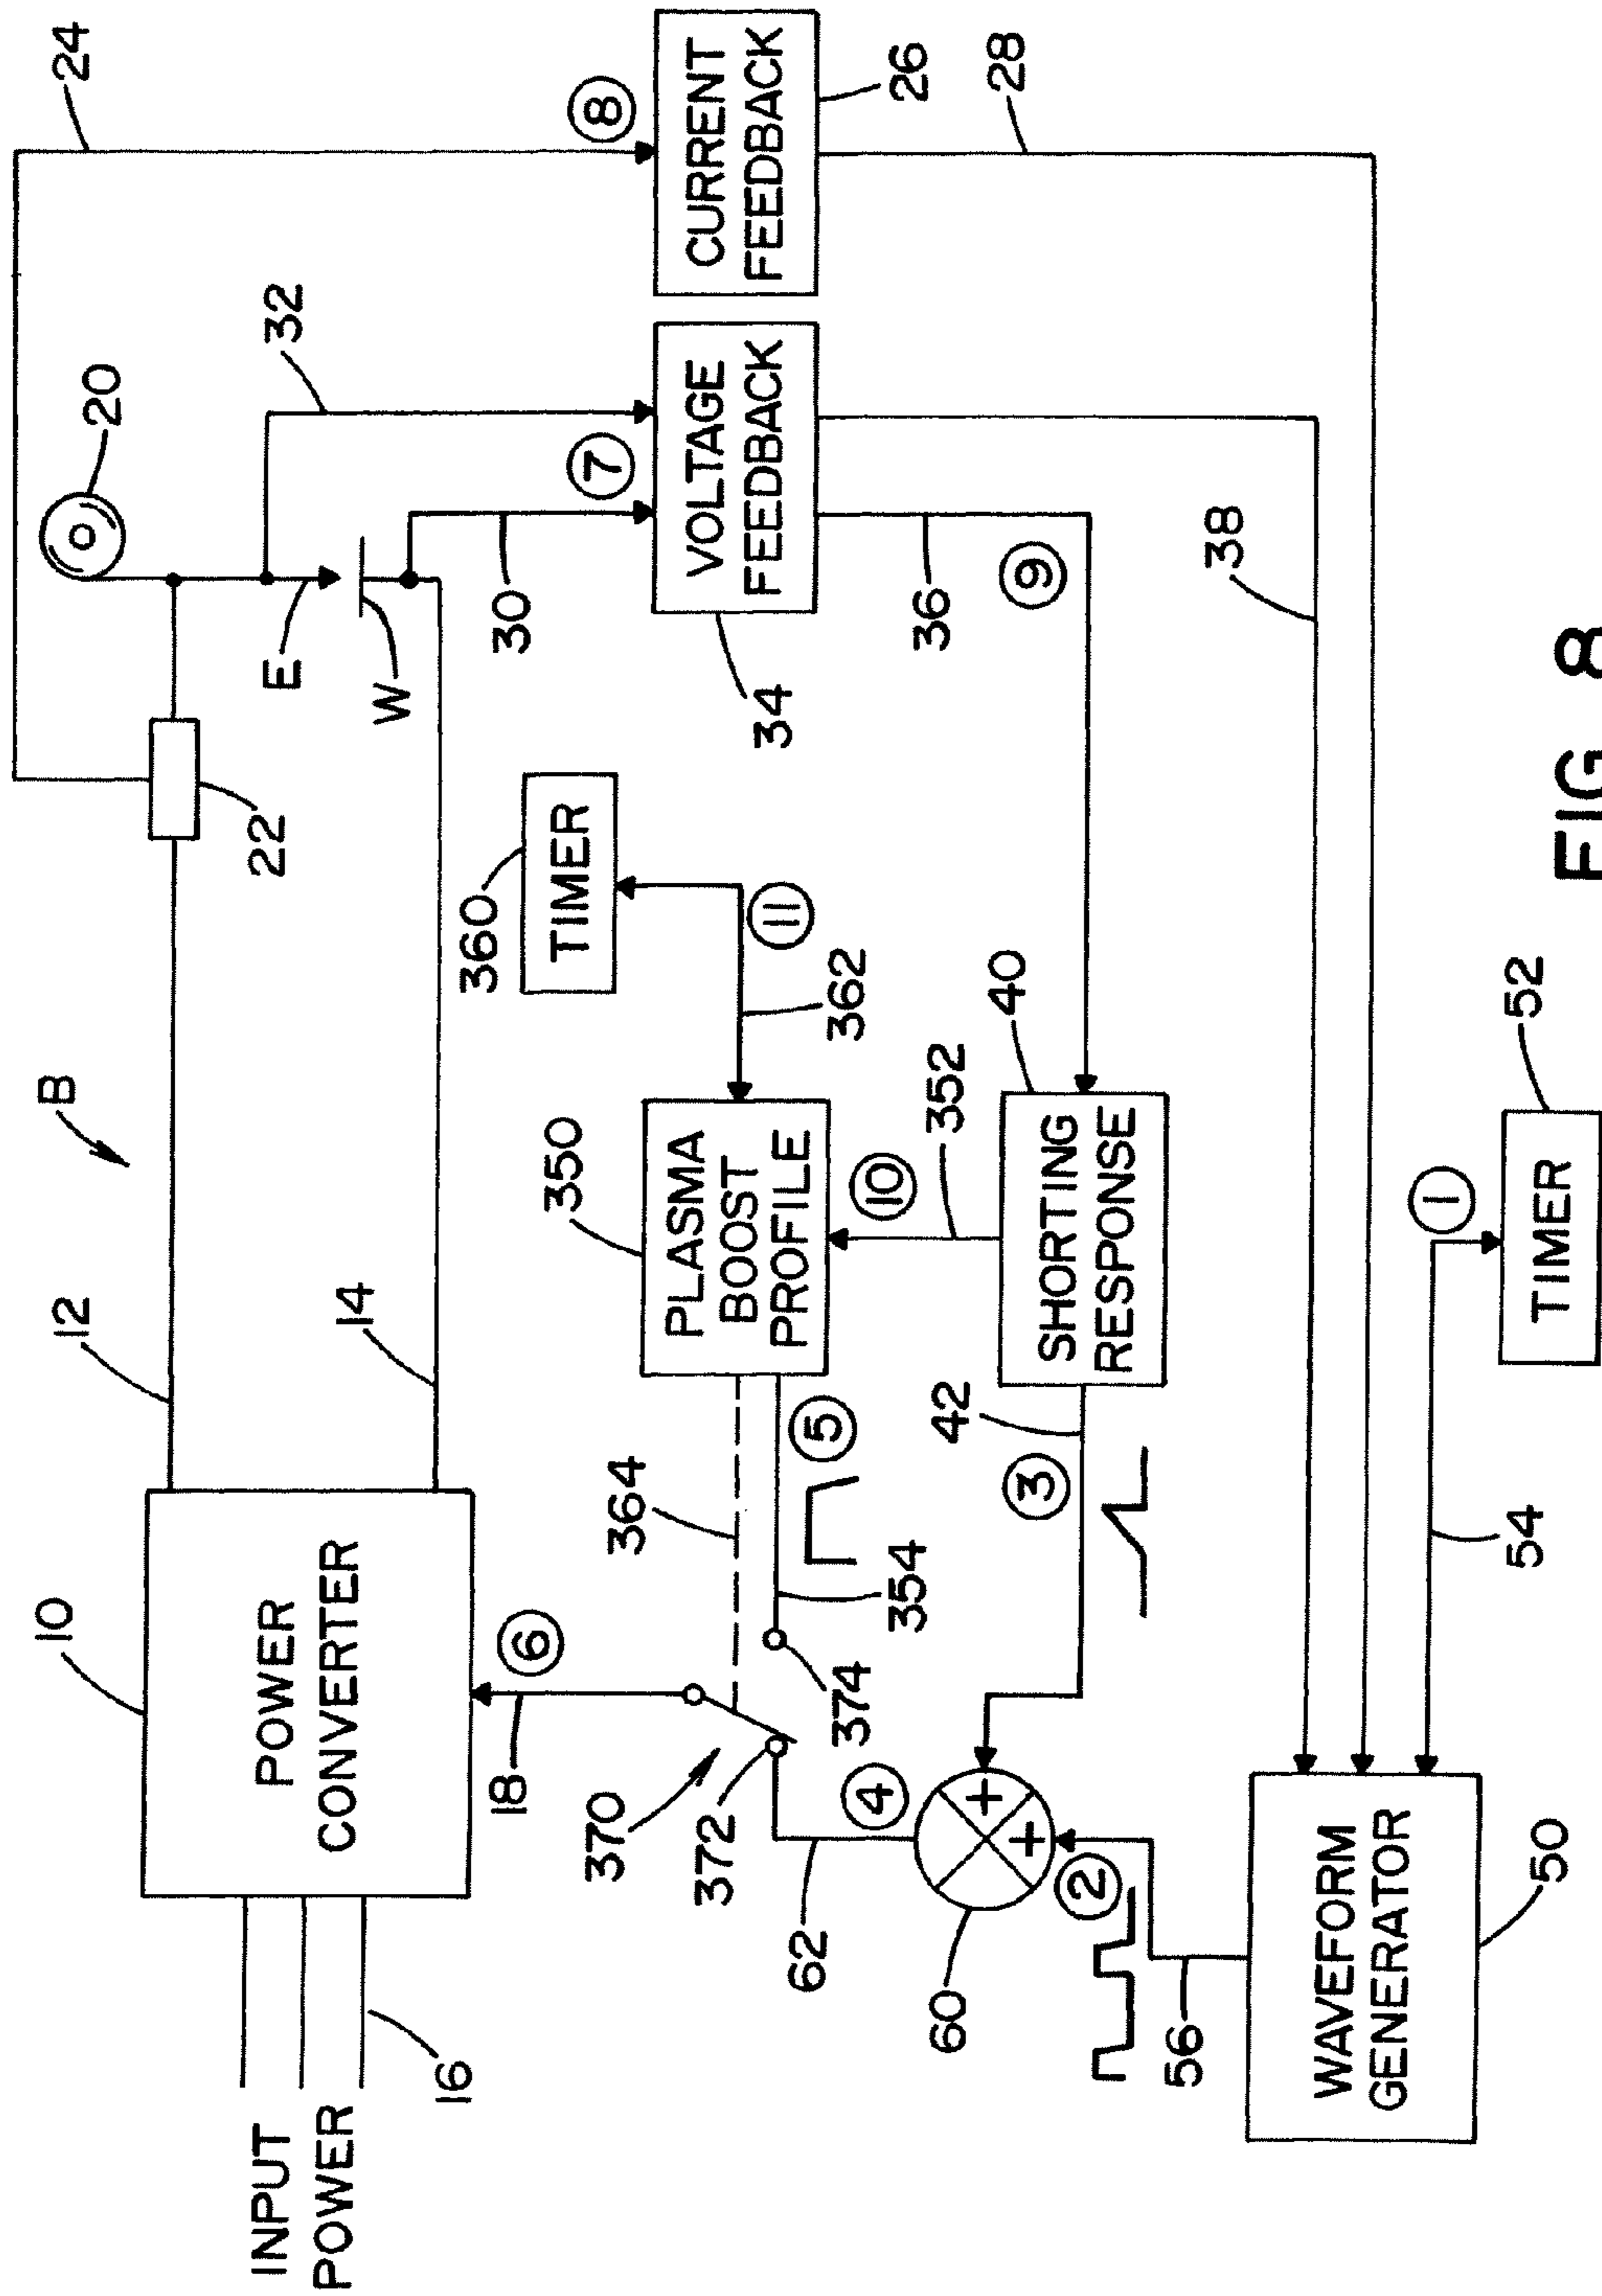 B
10
12
14
22
20
24
POWER
CONVERTER
INPUT
POWER
16
18
6
E
W
32
30
7
8
360
TIMER
11
362
350
PLASMA
BOOST
PROFILE
364
5
354
374
370
372
10
352
VOLTAGE
FEEDBACK
34
CURRENT
FEEDBACK
26
36
9
28
38
40
SHORTING
RESPONSE
42
3
4
62
60
+
+
2
56
WAVEFORM
GENERATOR
50
54
1
TIMER
52
FIG. 8